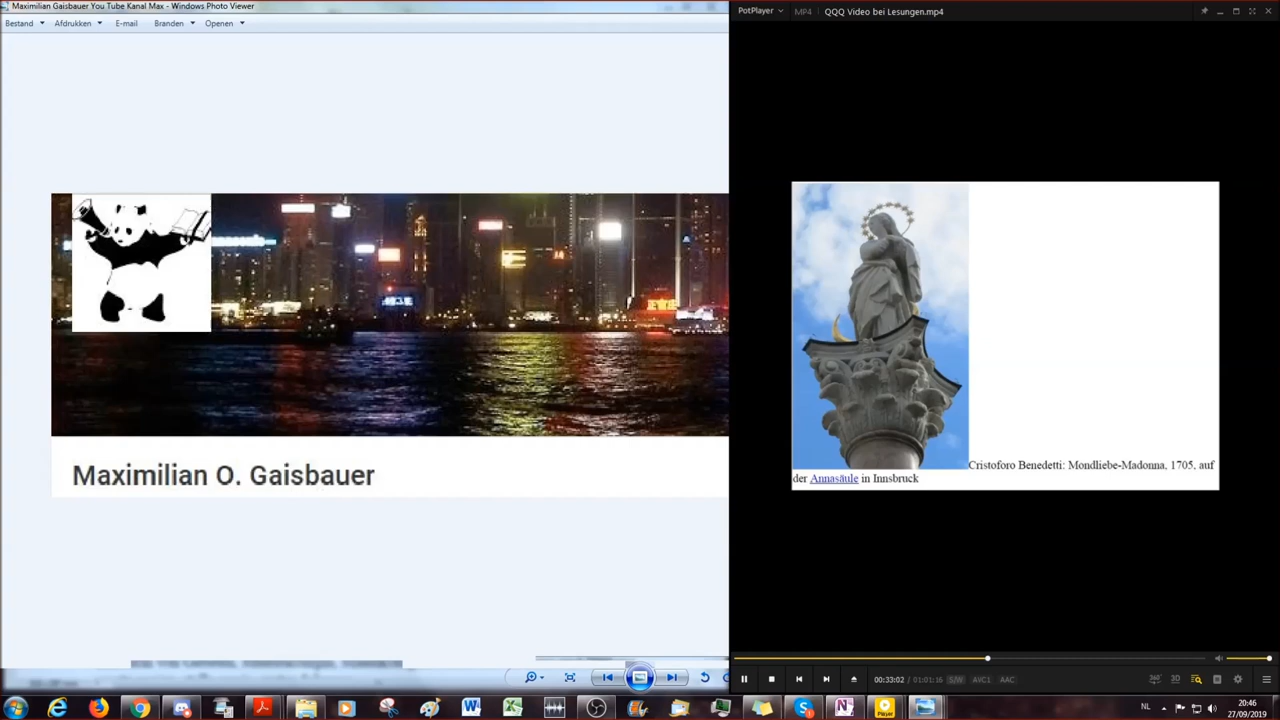 Maximilian Gaisbauer You Tube Kanal Max - Windows Photo Viewer
Bestand Afdrukken E-mail Branden Openen
Maximilian O. Gaisbauer
PotPlayer MP4 QQQ Video bei Lesungen.mp4
Cristoforo Benedetti: Mondliebe-Madonna, 1705, auf
der Annasäule in Innsbruck
00:33:02 / 01:01:16 S/W AVC1 AAC
360° 3D
NL 20:46
27/09/2019